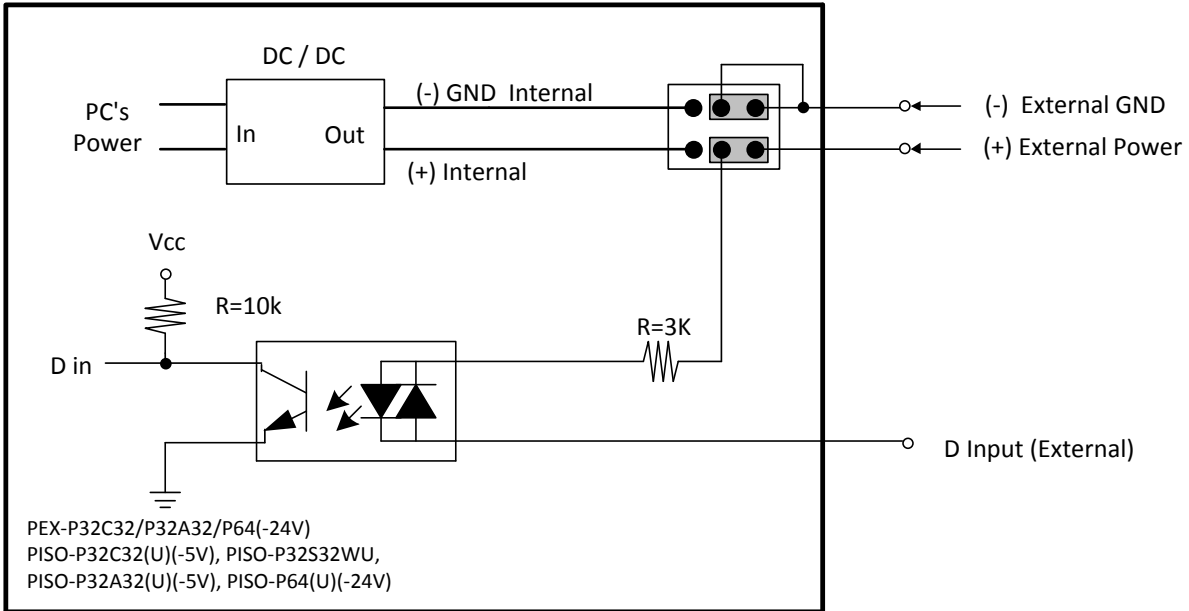 DC / DC
PC's
Power
In
Out
(-) GND  Internal
(+) Internal
(-)  External GND
(+) External Power
Vcc
R=10k
D in
R=3K
D Input (External)
PEX-P32C32/P32A32/P64(-24V)
PISO-P32C32(U)(-5V), PISO-P32S32WU,
PISO-P32A32(U)(-5V), PISO-P64(U)(-24V)